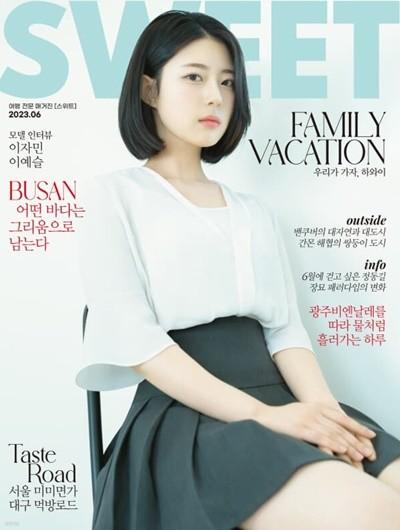 SWEET
여행 전문 매거진 [스위트]
2023.06
모델 인터뷰
이자민
이예슬
BUSAN
어떤 바다는
그리움으로
남는다
FAMILY
VACATION
우리가 가자, 하와이
outside
밴쿠버의 대자연과 대도시
간몬 해협의 쌍둥이 도시
info
6월에 걷고 싶은 정동길
장묘 패러다임의 변화
광주비엔날레를
따라 물처럼
흘러가는 하루
Taste
Road
서울 미미면가
대구 먹방로드